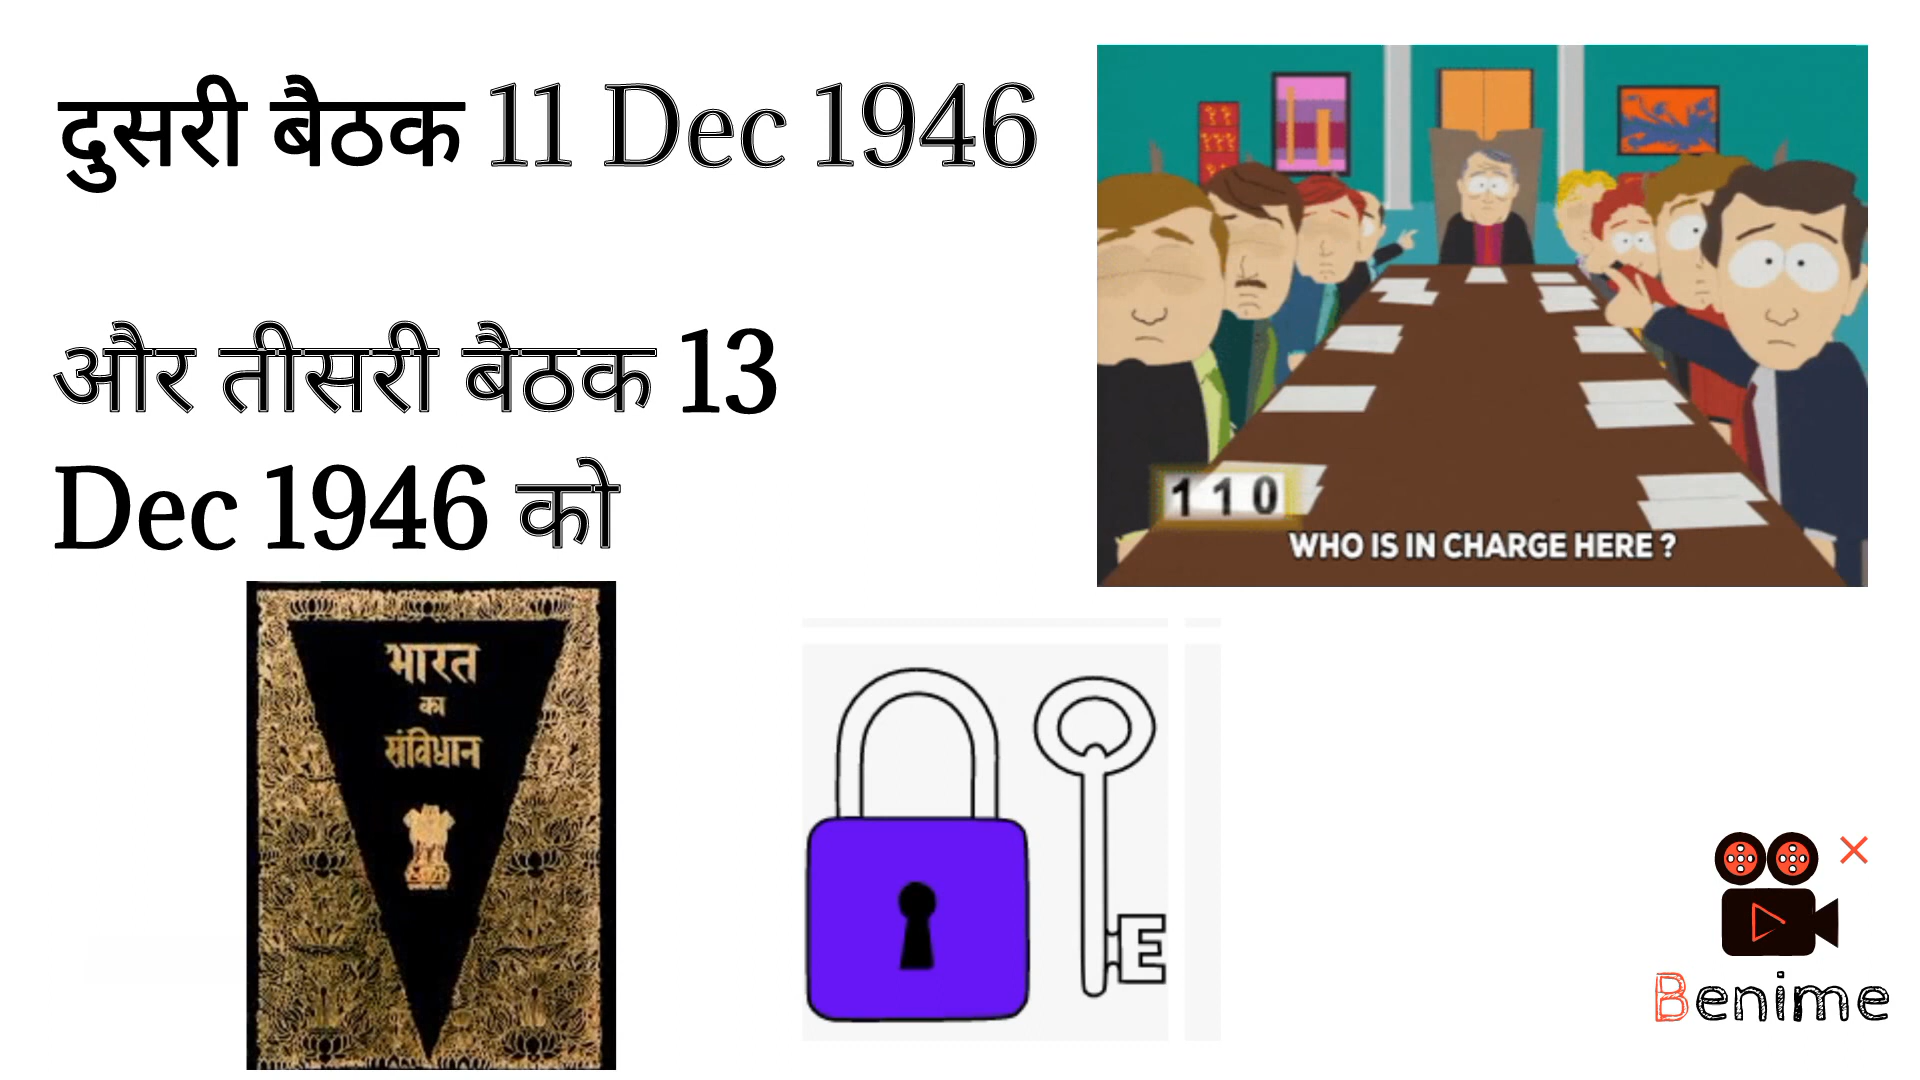 दुसरी बैठक 11 Dec 1946
और तीसरी बैठक 13
Dec 1946 को
110
WHO IS IN CHARGE HERE ?
भारत
का
संविधान
E
Benime